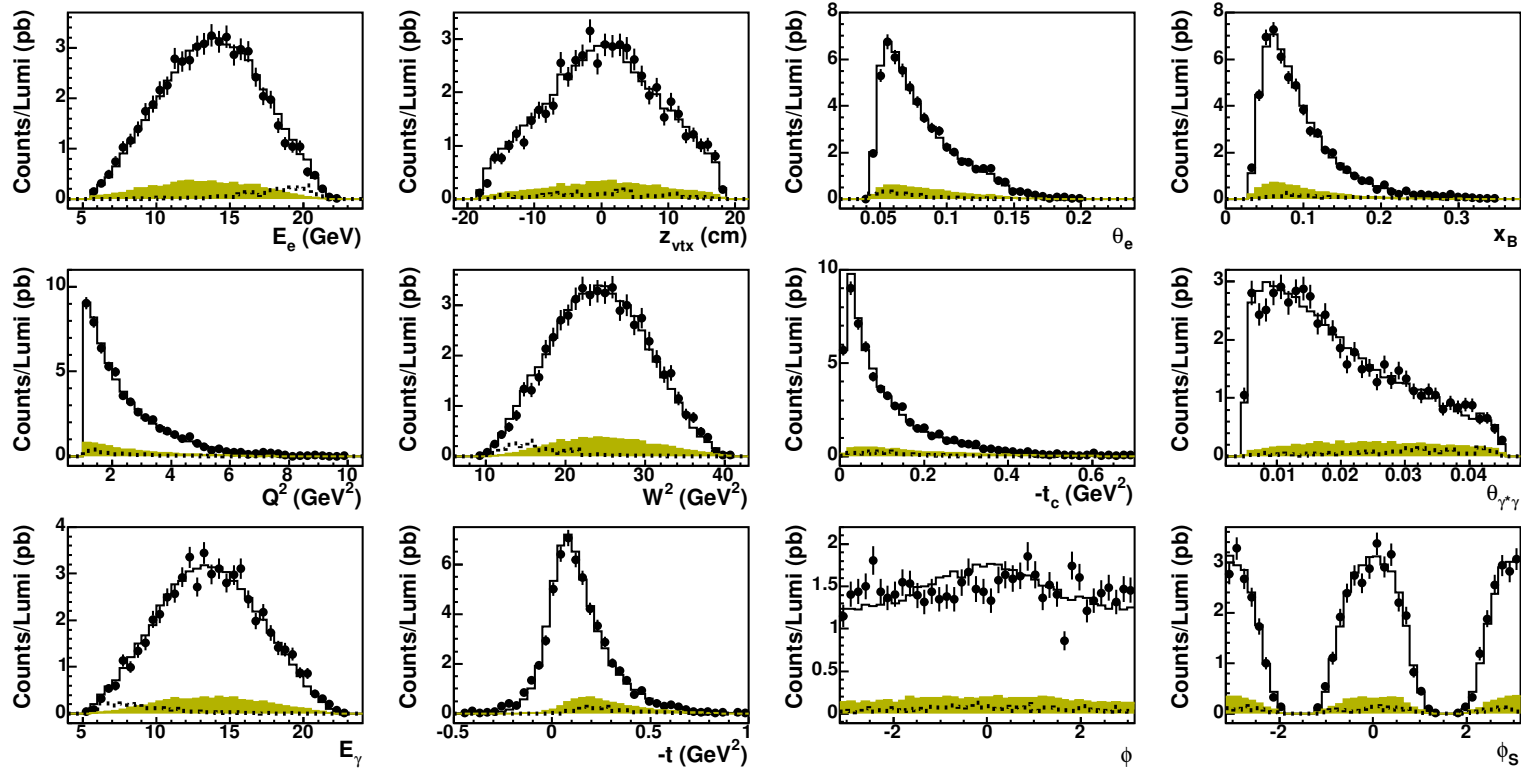 Counts/Lumi (pb)
0
1
2
3
5 10 15 20
E_e (GeV)
Counts/Lumi (pb)
0
1
2
3
-20 -10 0 10 20
z_vtx (cm)
Counts/Lumi (pb)
0
2
4
6
8
0.05 0.1 0.15 0.2
θ_e
Counts/Lumi (pb)
0
2
4
6
8
0 0.1 0.2 0.3
x_B
Counts/Lumi (pb)
0
5
10
2 4 6 8 10
Q^2 (GeV^2)
Counts/Lumi (pb)
0
1
2
3
10 20 30 40
W^2 (GeV^2)
Counts/Lumi (pb)
0
2
4
6
8
10
0 0.2 0.4 0.6
-t_c (GeV^2)
Counts/Lumi (pb)
0
1
2
3
0.01 0.02 0.03 0.04
θ_γ*γ
Counts/Lumi (pb)
0
1
2
3
4
5 10 15 20
E_γ
Counts/Lumi (pb)
0
2
4
6
-0.5 0 0.5 1
-t (GeV^2)
Counts/Lumi (pb)
0
0.5
1
1.5
2
-2 0 2
ϕ
Counts/Lumi (pb)
0
1
2
3
-2 0 2
ϕ_S